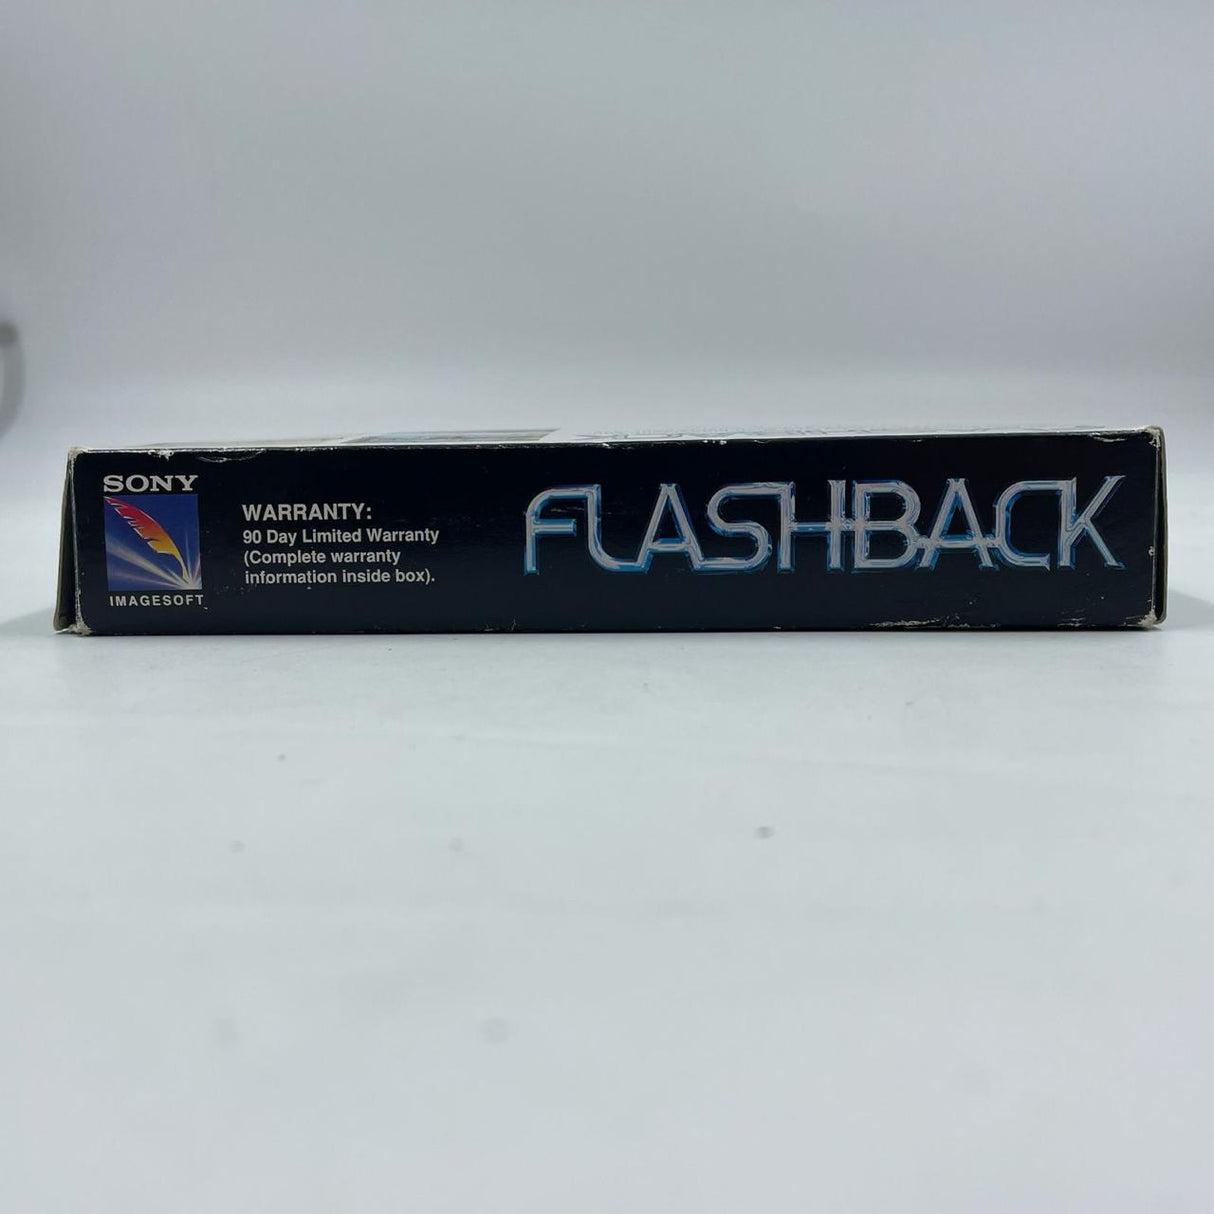 SONY
IMAGESOFT
WARRANTY:
90 Day Limited Warranty
(Complete warranty
information inside box).
FLASHBACK